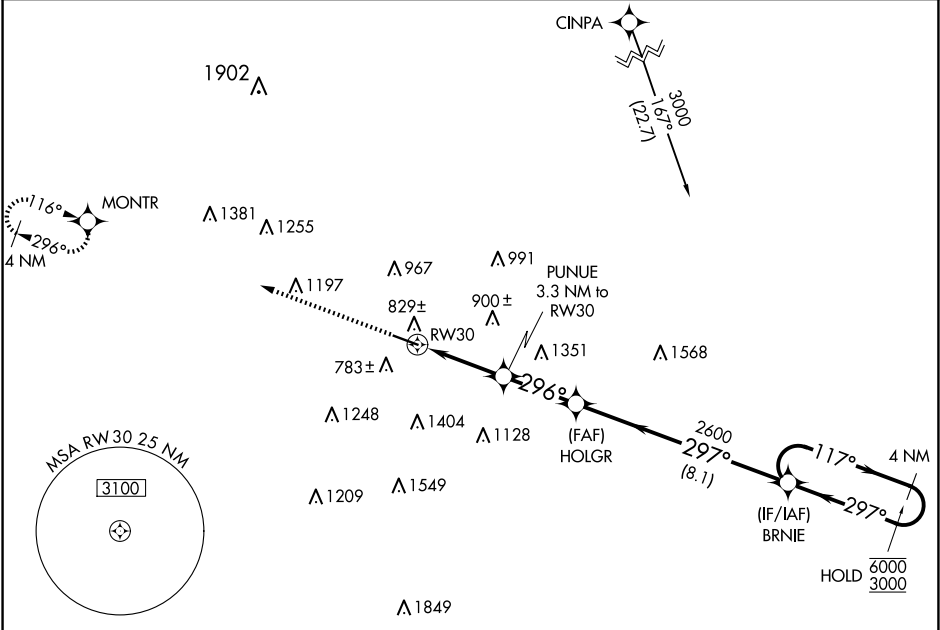 CINPA
1902
3000
167°
(22.7)
MONTR
116°
296°
4 NM
1381
1255
991
967
1197
PUNUE
3.3 NM to
RW30
829±
900±
RW30
1351
1568
783±
296°
1248
1404
1128
(FAF)
HOLGR
2600
297°
(8.1)
117°
4 NM
297°
(IF/IAF)
BRNIE
HOLD 6000
3000
MSA RW30 25 NM
3100
1209
1549
1849